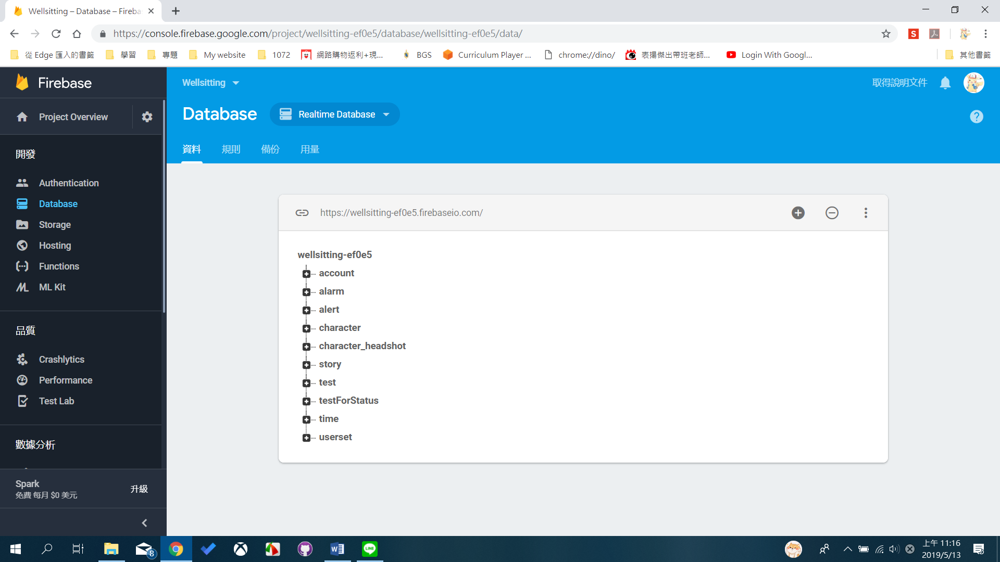 Wellsitting – Database – Fireba
https://console.firebase.google.com/project/wellsitting-ef0e5/database/wellsitting-ef0e5/data/
從 Edge 匯入的書籤
學習
專題
My website
1072
網路購物返利+現...
BGS
Curriculum Player ...
chrome://dino/
表揚傑出帶班老師...
Login With Googl...
其他書籤
Firebase
Wellsitting
取得說明文件
Project Overview
Database
Realtime Database
資料
規則
備份
用量
開發
Authentication
Database
Storage
Hosting
Functions
ML Kit
品質
Crashlytics
Performance
Test Lab
數據分析
Spark
免費 每月 $0 美元
升級
https://wellsitting-ef0e5.firebaseio.com/
wellsitting-ef0e5
account
alarm
alert
character
character_headshot
story
test
testForStatus
time
userset
8
LINE
上午 11:16
2019/5/13